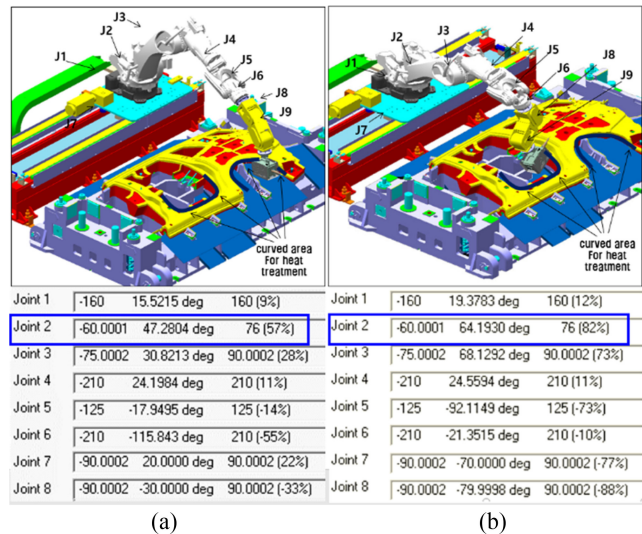 J3
J2
J4
J1
J5
J6
J8
J9
J7
curved area
For heat
treatment
Joint 1 -160 15.5215 deg 160 (9%)
Joint 2 -60.0001 47.2804 deg 76 (57%)
Joint 3 -75.0002 30.8213 deg 90.0002 (28%)
Joint 4 -210 24.1984 deg 210 (11%)
Joint 5 -125 -17.9495 deg 125 (-14%)
Joint 6 -210 -115.843 deg 210 (-55%)
Joint 7 -90.0002 20.0000 deg 90.0002 (22%)
Joint 8 -90.0002 -30.0000 deg 90.0002 (-33%)
(a)
J2
J3
J4
J5
J8
J1
J6
J9
J7
curved area
For heat
treatment
Joint 1 -160 19.3783 deg 160 (12%)
Joint 2 -60.0001 64.1930 deg 76 (82%)
Joint 3 -75.0002 68.1292 deg 90.0002 (73%)
Joint 4 -210 24.5594 deg 210 (11%)
Joint 5 -125 -92.1149 deg 125 (-73%)
Joint 6 -210 -21.3515 deg 210 (-10%)
Joint 7 -90.0002 -70.0000 deg 90.0002 (-77%)
Joint 8 -90.0002 -79.9998 deg 90.0002 (-88%)
(b)